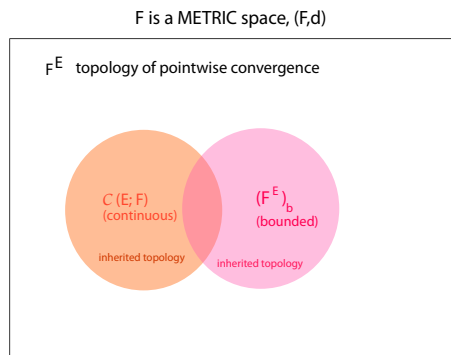 F is a METRIC space, (F,d)
F^E topology of pointwise convergence
C (E; F)
(continuous)
inherited topology
(F^E)_b
(bounded)
inherited topology